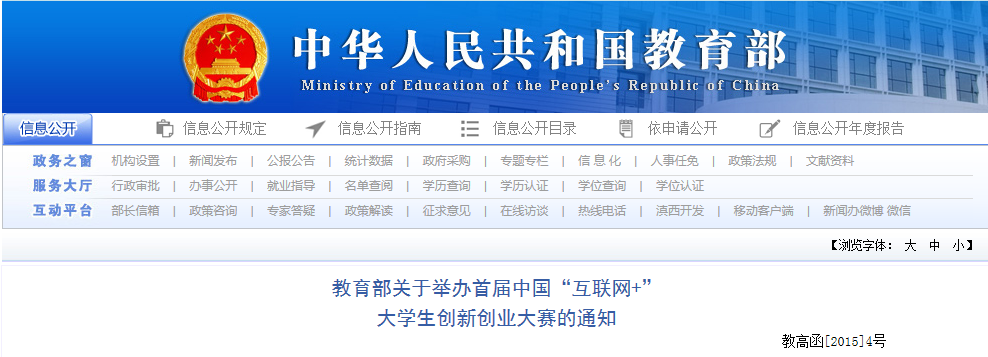 中华人民共和国教育部
Ministry of Education of the People's Republic of China
信息公开 信息公开规定 信息公开指南 信息公开目录 依申请公开 信息公开年度报告
政务之窗 机构设置 | 新闻发布 | 公报公告 | 统计数据 | 政府采购 | 专题专栏 | 信 息 化 | 人事任免 | 政策法规 | 文献资料
服务大厅 行政审批 | 办事公开 | 就业指导 | 名单查阅 | 学历查询 | 学历认证 | 学位查询 | 学位认证
互动平台 部长信箱 | 政策咨询 | 专家答疑 | 政策解读 | 征求意见 | 在线访谈 | 热线电话 | 滇西开发 | 移动客户端 | 新闻办微博 微信
【浏览字体： 大 中 小】
教育部关于举办首届中国“互联网+”
大学生创新创业大赛的通知
教高函[2015]4号